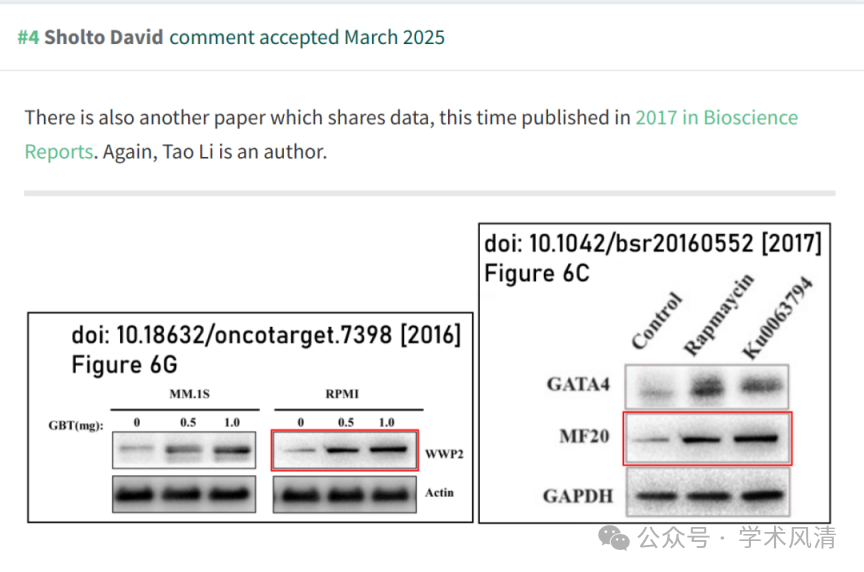 #4 Sholto David comment accepted March 2025
There is also another paper which shares data, this time published in 2017 in Bioscience
Reports. Again, Tao Li is an author.
doi: 10.18632/oncotarget.7398 [2016]
Figure 6G
MM.1S RPMI
GBT(mg): 0 0.5 1.0 0 0.5 1.0
WWP2
Actin
doi: 10.1042/bsr20160552 [2017]
Figure 6C
Control Rapmaycin Ku0063794
GATA4
MF20
GAPDH
公众号 · 学术风清